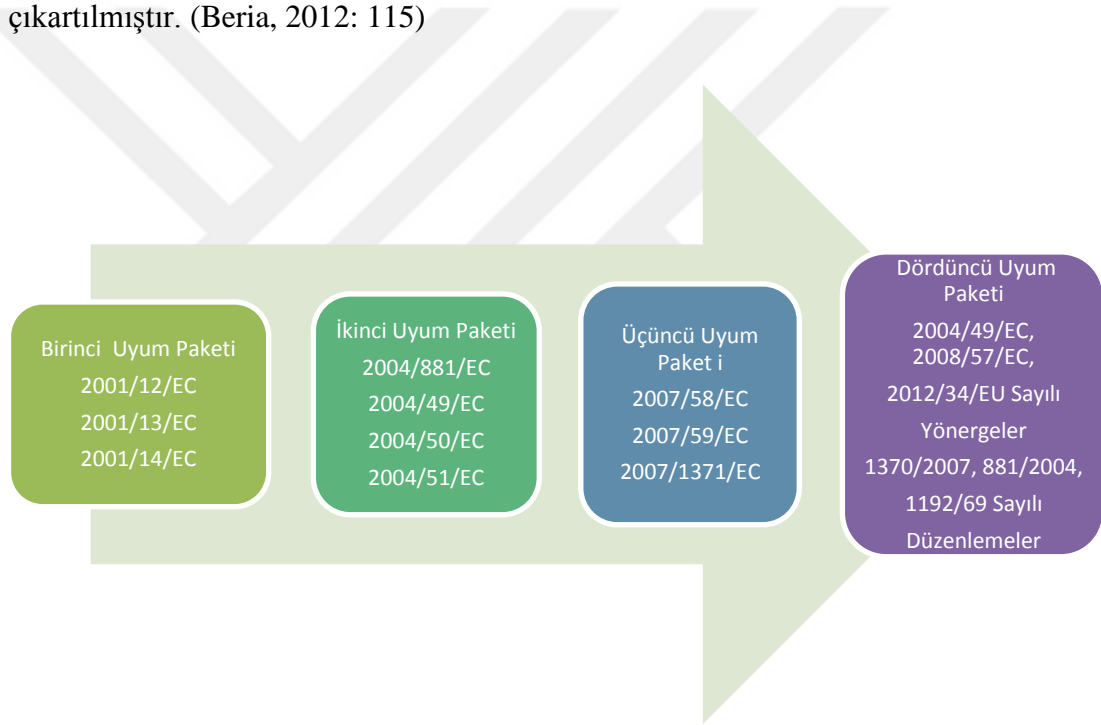 çıkartılmıştır. (Beria, 2012: 115)
Birinci  Uyum Paketi
2001/12/EC
2001/13/EC
2001/14/EC
İkinci Uyum Paketi
2004/881/EC
2004/49/EC
2004/50/EC
2004/51/EC
Üçüncü Uyum
Paket i
2007/58/EC
2007/59/EC
2007/1371/EC
Dördüncü Uyum
Paketi
2004/49/EC,
2008/57/EC,
2012/34/EU Sayılı
Yönergeler
1370/2007, 881/2004,
1192/69 Sayılı
Düzenlemeler